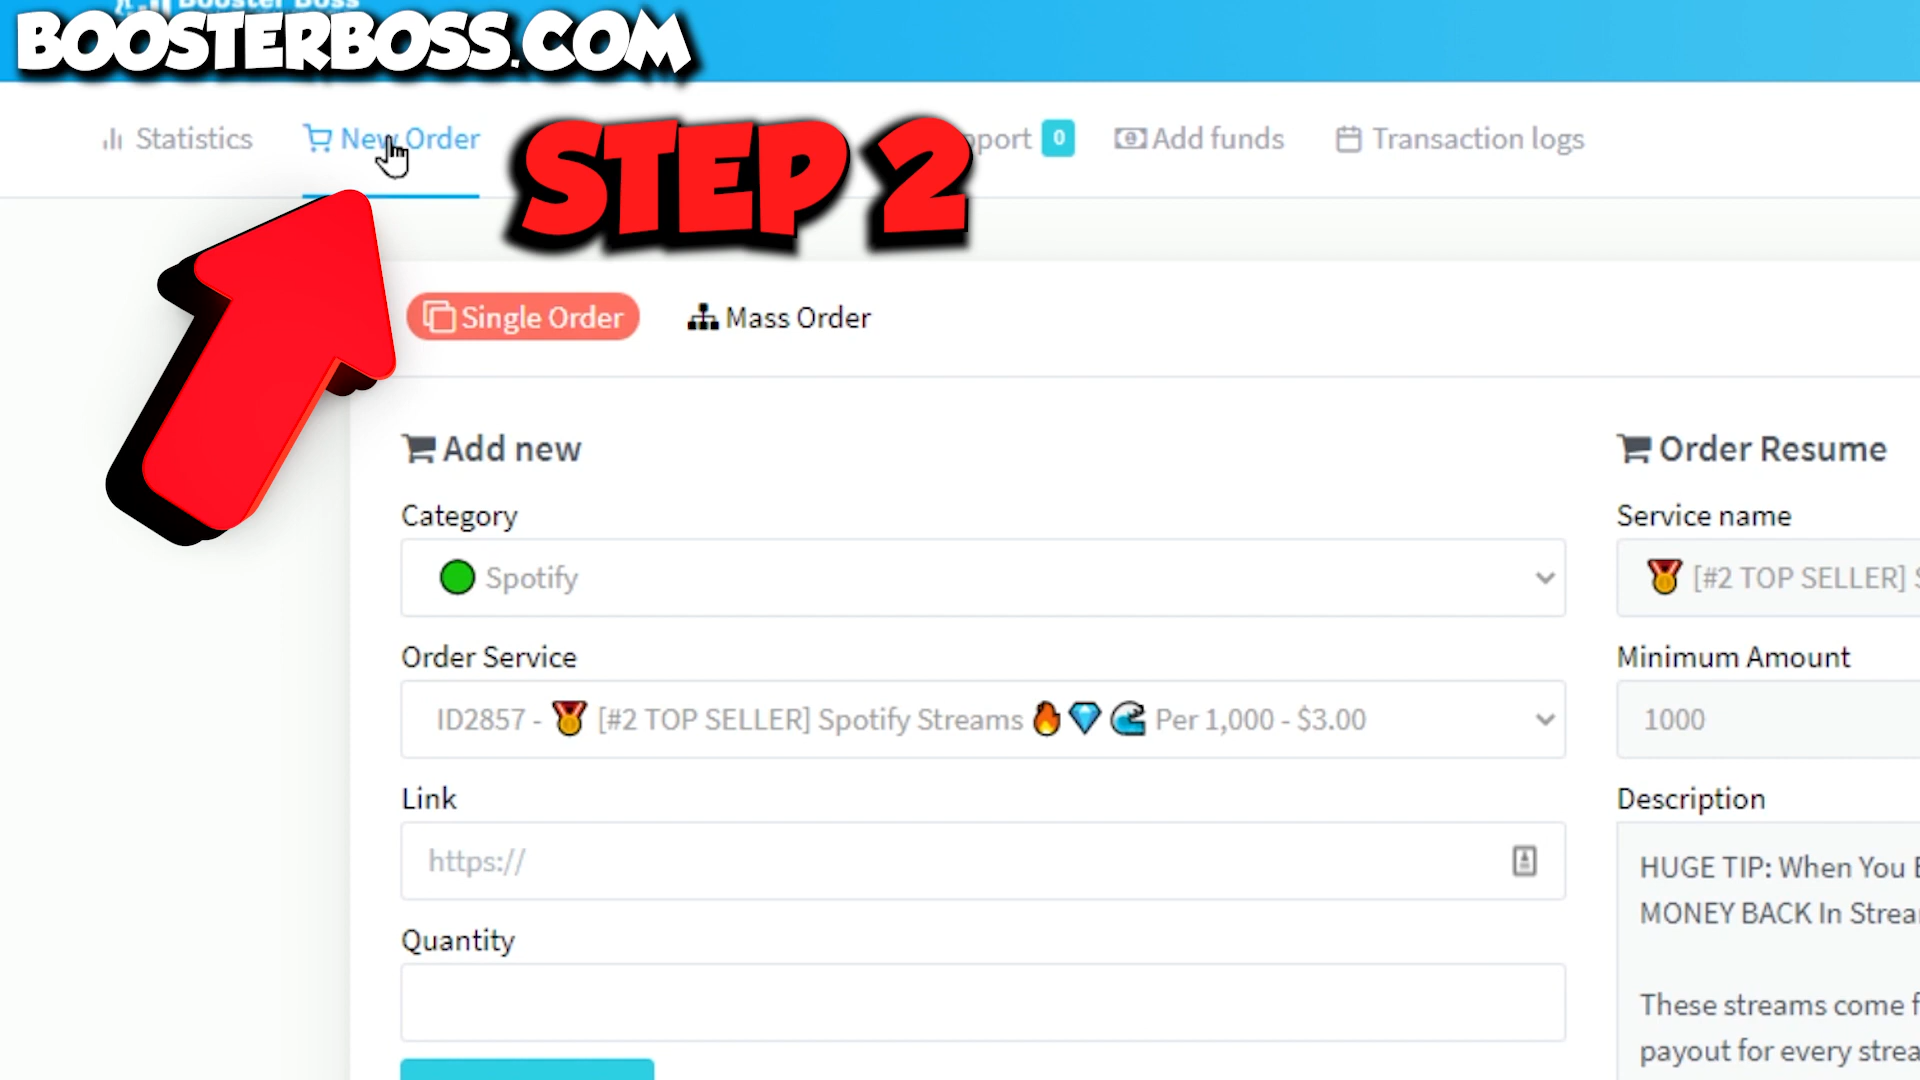 Booster Boss
BOOSTERBOSS.COM
Statistics
New Order
STEP 2
0
Add funds
Transaction logs
Single Order
Mass Order
Add new
Order Resume
Category
Service name
Spotify
[#2 TOP SELLER]
Order Service
Minimum Amount
ID2857 - [#2 TOP SELLER] Spotify Streams Per 1,000 - $3.00
1000
Link
Description
https://
HUGE TIP: When You
MONEY BACK In
Quantity
These streams come
payout for every